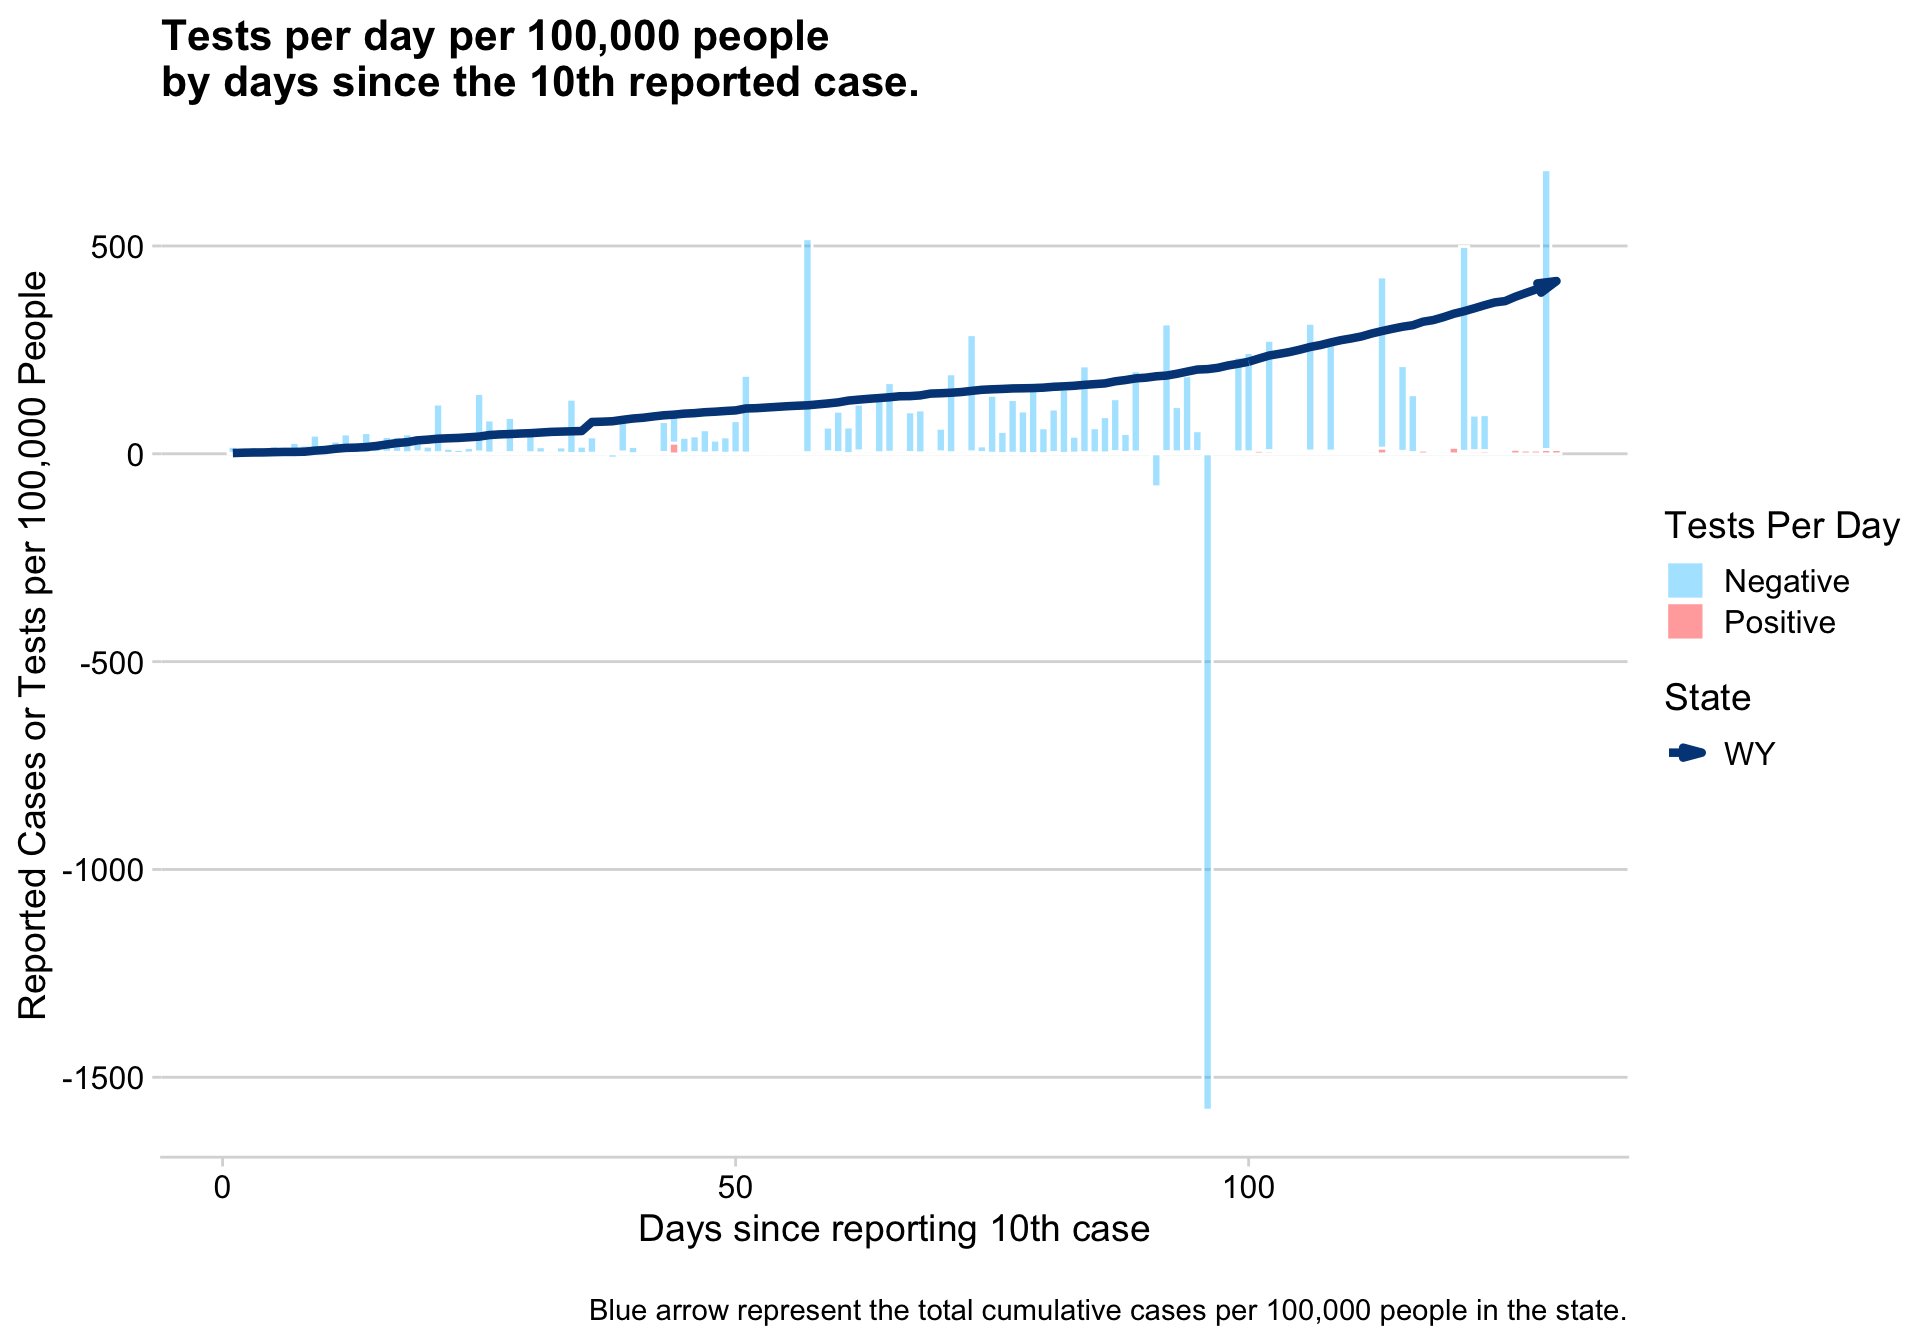 Tests per day per 100,000 people
by days since the 10th reported case.
Reported Cases or Tests per 100,000 People
500
0
-500
-1000
-1500
0
50
100
Days since reporting 10th case
Tests Per Day
Negative
Positive
State
WY
Blue arrow represent the total cumulative cases per 100,000 people in the state.